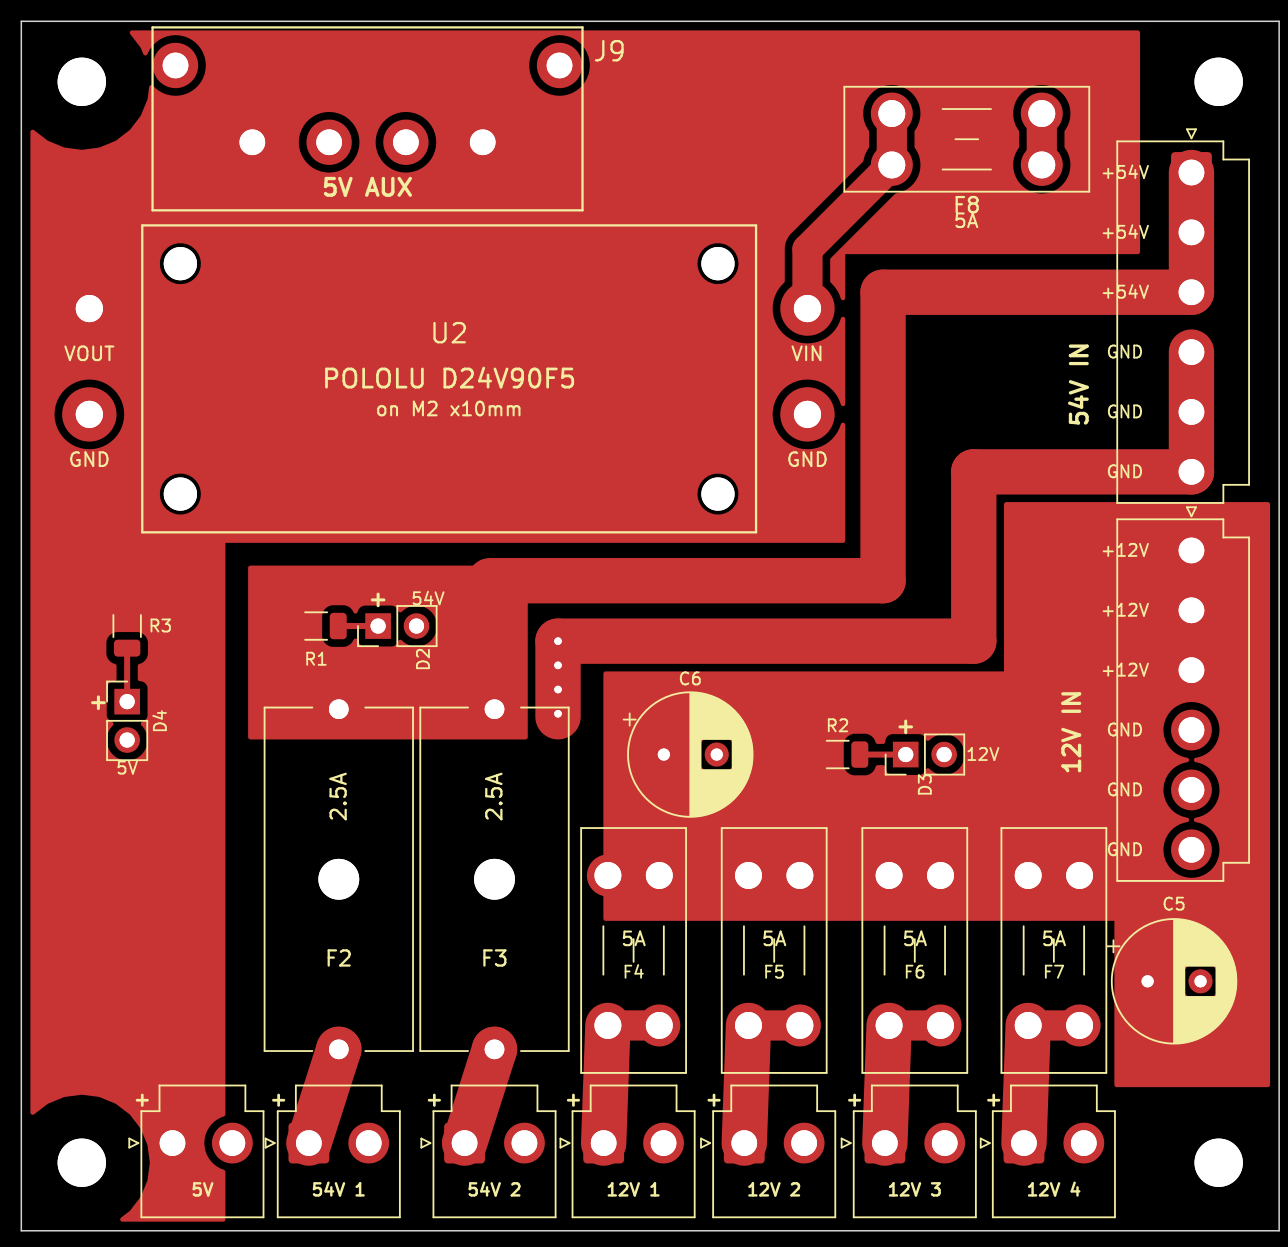 J9
5V AUX
+54V
F8
5A
+54V
+54V
U2
VOUT
VIN
GND
POLOLU D24V90F5
54V IN
on M2 x10mm
GND
GND
GND
GND
+12V
+
54V
+12V
R3
R1
D2
+12V
C6
+
D4
+
R2
+
GND
12V IN
5V
12V
D3
GND
2.5A
2.5A
GND
C5
5A
5A
5A
5A
+
F2
F3
F4
F5
F6
F7
+
+
+
+
+
+
+
5V
54V 1
54V 2
12V 1
12V 2
12V 3
12V 4